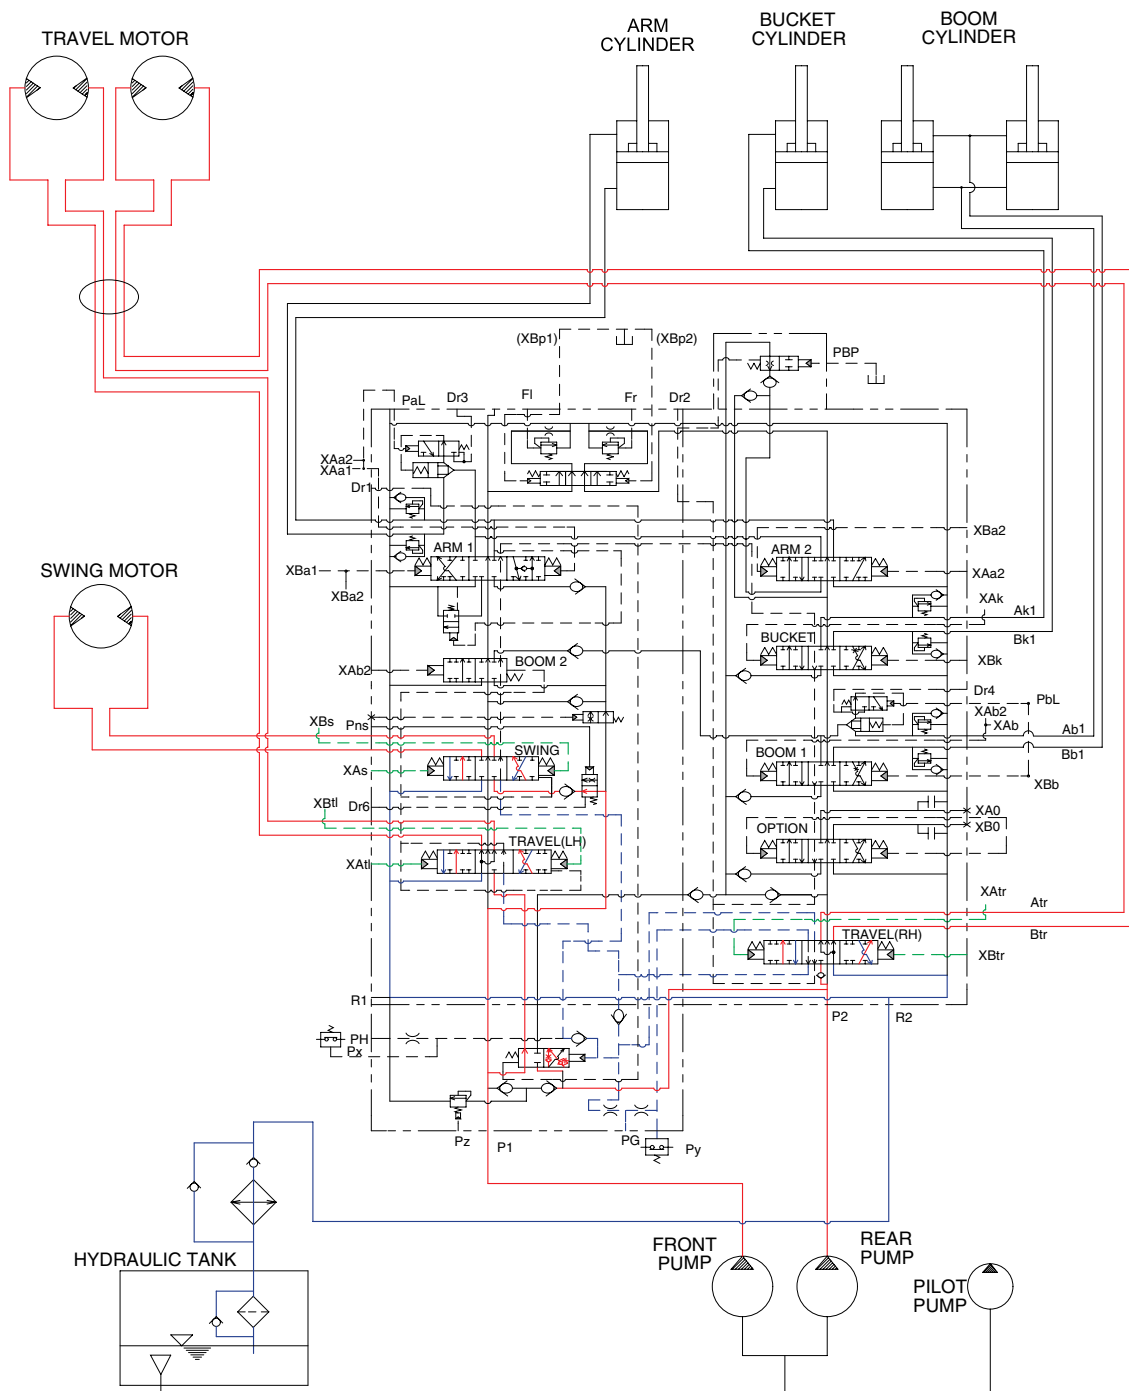 TRAVEL MOTOR
ARM
CYLINDER
BUCKET
CYLINDER
BOOM
CYLINDER
(XBp1)
(XBp2)
PBP
PaL
Dr3
Fl
Fr
Dr2
XAa2
XAa1
Dr1
XBa2
ARM 1
ARM 2
SWING MOTOR
XBa1
XBa2
XAa2
XAk
Ak1
BUCKET
Bk1
XAb2
BOOM 2
XBk
Dr4
PbL
XAb2
XAb
Pns
XBs
Ab1
SWING
BOOM 1
Bb1
XAs
XBb
XBtl
Dr6
XA0
OPTION
XB0
TRAVEL(LH)
XAtl
XAtr
Atr
TRAVEL(RH)
Btr
XBtr
R1
P2
R2
PH
Px
Pz
P1
PG
Py
HYDRAULIC TANK
FRONT
PUMP
REAR
PUMP
PILOT
PUMP